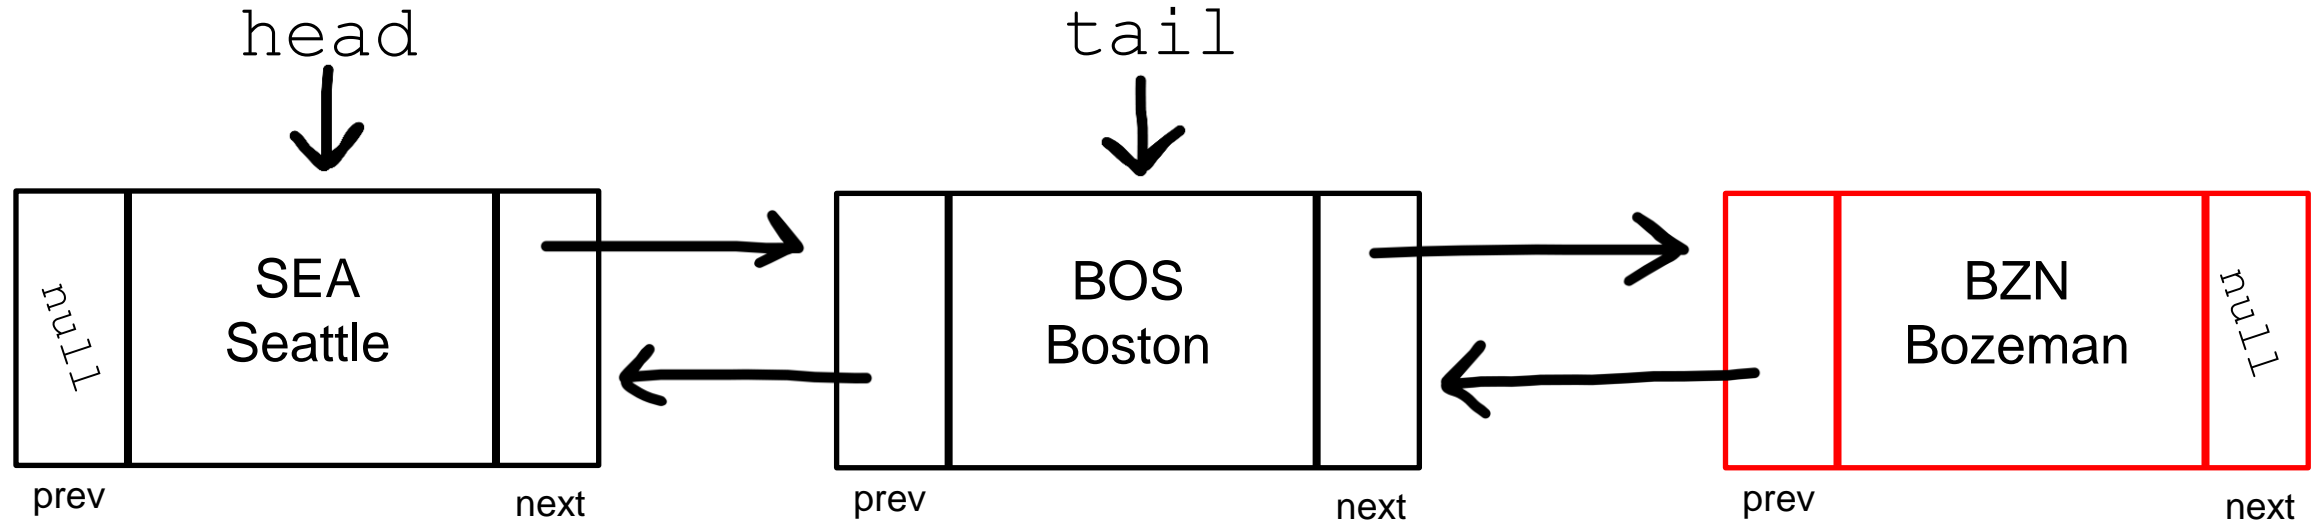 head
tail
null
SEA
Seattle
BOS
Boston
BZN
Bozeman
null
prev
next
prev
next
prev
next